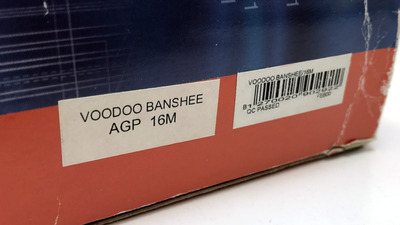 VOODOO BANSHEE
AGP 16M
VOODOO BANSHEE/16M
QC PASSED